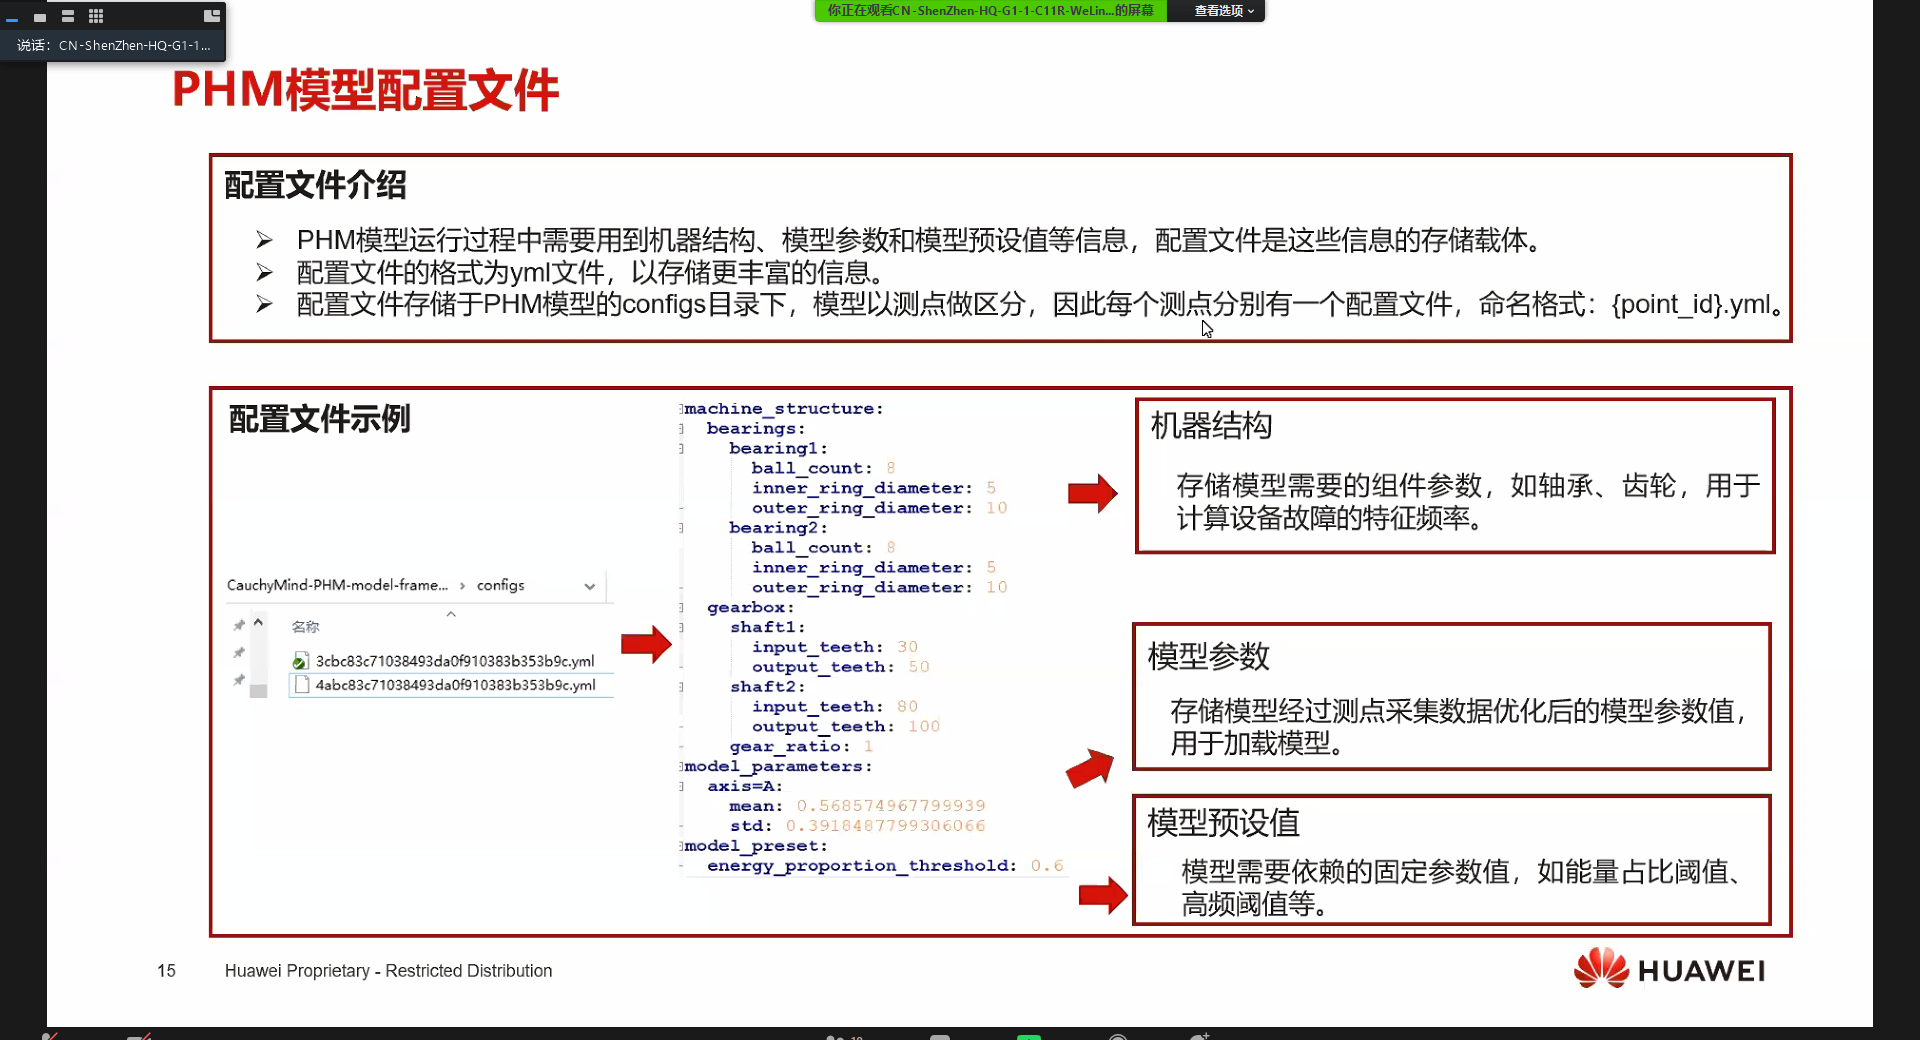 你正在观看CN-ShenZhen-HQ-G1-1-C11R-WeLin...的屏幕
查看选项
说话：CN-ShenZhen-HQ-G1-1...
PHM模型配置文件
配置文件介绍
PHM模型运行过程中需要用到机器结构、模型参数和模型预设值等信息，配置文件是这些信息的存储载体。
配置文件的格式为yml文件，以存储更丰富的信息。
配置文件存储于PHM模型的configs目录下，模型以测点做区分，因此每个测点分别有一个配置文件，命名格式：{point_id}.yml。
配置文件示例
CauchyMind-PHM-model-frame... › configs
名称
3cbc83c71038493da0f910383b353b9c.yml
4abc83c71038493da0f910383b353b9c.yml
machine_structure:
bearings:
bearing1:
ball_count: 8
inner_ring_diameter: 5
outer_ring_diameter: 10
bearing2:
ball_count: 8
inner_ring_diameter: 5
outer_ring_diameter: 10
gearbox:
shaft1:
input_teeth: 30
output_teeth: 50
shaft2:
input_teeth: 80
output_teeth: 100
gear_ratio: 1
model_parameters:
axis=A:
mean: 0.568574967799939
std: 0.3918487799306066
model_preset:
energy_proportion_threshold: 0.6
机器结构
存储模型需要的组件参数，如轴承、齿轮，用于
计算设备故障的特征频率。
模型参数
存储模型经过测点采集数据优化后的模型参数值，
用于加载模型。
模型预设值
模型需要依赖的固定参数值，如能量占比阈值、
高频阈值等。
15
Huawei Proprietary - Restricted Distribution
HUAWEI